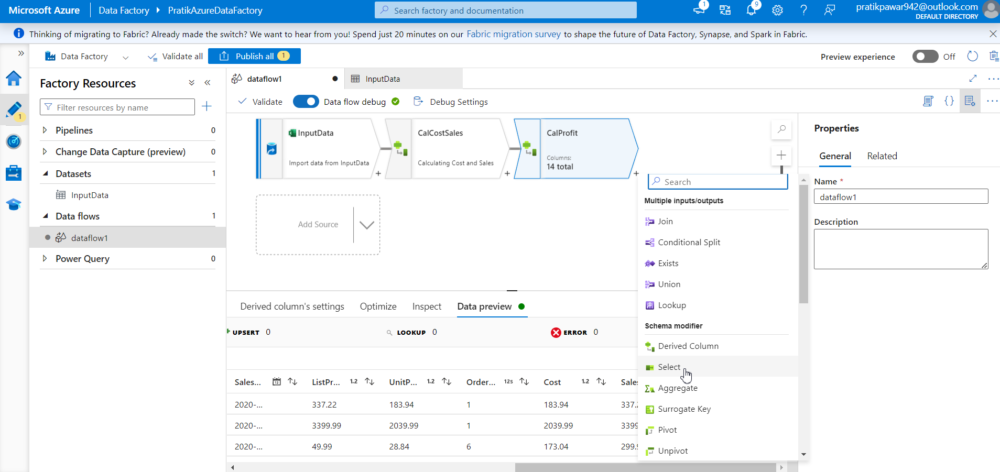 Microsoft Azure
Data Factory
PratikAzureDataFactory
Search factory and documentation
1
9
pratikpawar942@outlook.com
DEFAULT DIRECTORY
Thinking of migrating to Fabric? Already made the switch? We want to hear from you! Spend just 20 minutes on our Fabric migration survey to shape the future of Data Factory, Synapse, and Spark in Fabric.
Data Factory
Validate all
Publish all 1
Preview experience
Off
1
Factory Resources
Filter resources by name
Pipelines 0
Change Data Capture (preview) 0
Datasets 1
InputData
Data flows 1
dataflow1
Power Query 0
dataflow1
InputData
Validate
Data flow debug
Debug Settings
InputData
Import data from InputData
CalCostSales
Calculating Cost and Sales
CalProfit
Columns:
14 total
Add Source
Search
Multiple inputs/outputs
Join
Conditional Split
Exists
Union
Lookup
Schema modifier
Derived Column
Select
Aggregate
Surrogate Key
Pivot
Unpivot
Derived column's settings
Optimize
Inspect
Data preview
UPSERT 0
LOOKUP 0
ERROR 0
Sales... 12 ListPr... 1.2 UnitP... 1.2 Order... 12s Cost 1.2 Sales
2020-... 337.22 183.94 1 183.94 337.2
2020-... 3399.99 2039.99 1 2039.99 3399
2020-... 49.99 28.84 6 173.04 299.9
Properties
General
Related
Name *
dataflow1
Description